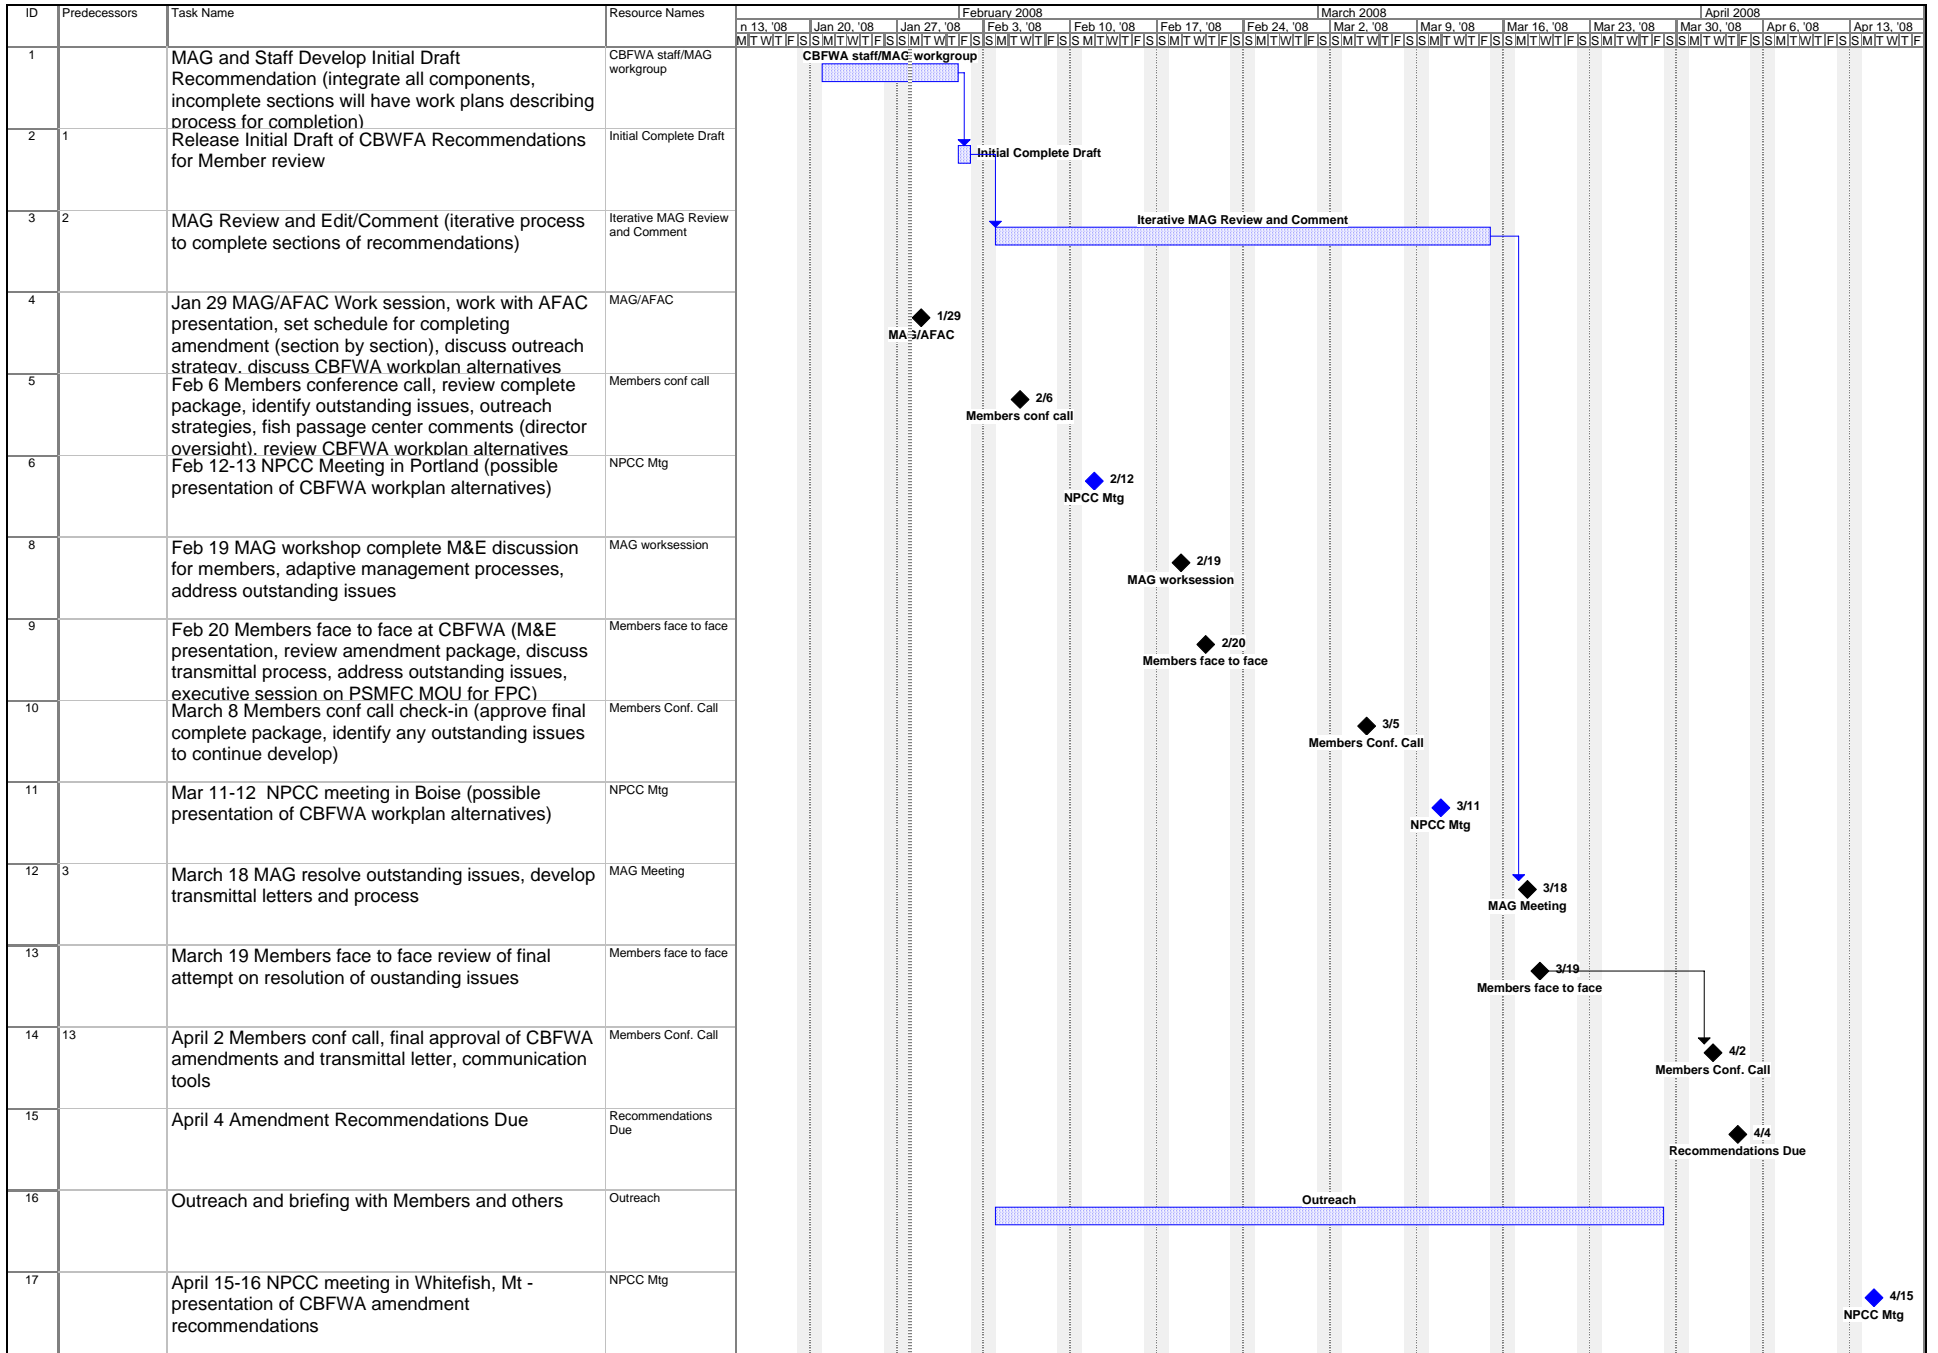 ID Predecessors Task Name Resource Names
February 2008 March 2008 April 2008
n 13, '08 Jan 20, '08 Jan 27, '08 Feb 3, '08 Feb 10, '08 Feb 17, '08 Feb 24, '08 Mar 2, '08 Mar 9, '08 Mar 16, '08 Mar 23, '08 Mar 30, '08 Apr 6, '08 Apr 13, '08
M T W T F S S M T W T F S S M T W T F S S M T W T F S S M T W T F S S M T W T F S S M T W T F S S M T W T F S S M T W T F S S M T W T F S S M T W T F S S M T W T F S S M T W T F S S M T W T F
1 MAG and Staff Develop Initial Draft
Recommendation (integrate all components,
incomplete sections will have work plans describing
process for completion)
CBFWA staff/MAG
workgroup
CBFWA staff/MAG workgroup
2 1 Release Initial Draft of CBWFA Recommendations
for Member review
Initial Complete Draft
Initial Complete Draft
3 2 MAG Review and Edit/Comment (iterative process
to complete sections of recommendations)
Iterative MAG Review
and Comment
Iterative MAG Review and Comment
4 Jan 29 MAG/AFAC Work session, work with AFAC
presentation, set schedule for completing
amendment (section by section), discuss outreach
strategy, discuss CBFWA workplan alternatives
MAG/AFAC
1/29
MAG/AFAC
5 Feb 6 Members conference call, review complete
package, identify outstanding issues, outreach
strategies, fish passage center comments (director
oversight), review CBFWA workplan alternatives
Members conf call
2/6
Members conf call
6 Feb 12-13 NPCC Meeting in Portland (possible
presentation of CBFWA workplan alternatives)
NPCC Mtg
2/12
NPCC Mtg
8 Feb 19 MAG workshop complete M&E discussion
for members, adaptive management processes,
address outstanding issues
MAG worksession
2/19
MAG worksession
9 Feb 20 Members face to face at CBFWA (M&E
presentation, review amendment package, discuss
transmittal process, address outstanding issues,
executive session on PSMFC MOU for FPC)
Members face to face
2/20
Members face to face
10 March 8 Members conf call check-in (approve final
complete package, identify any outstanding issues
to continue develop)
Members Conf. Call
3/5
Members Conf. Call
11 Mar 11-12 NPCC meeting in Boise (possible
presentation of CBFWA workplan alternatives)
NPCC Mtg
3/11
NPCC Mtg
12 3 March 18 MAG resolve outstanding issues, develop
transmittal letters and process
MAG Meeting
3/18
MAG Meeting
13 March 19 Members face to face review of final
attempt on resolution of oustanding issues
Members face to face
3/19
Members face to face
14 13 April 2 Members conf call, final approval of CBFWA
amendments and transmittal letter, communication
tools
Members Conf. Call
4/2
Members Conf. Call
15 April 4 Amendment Recommendations Due
Recommendations
Due
4/4
Recommendations Due
16 Outreach and briefing with Members and others
Outreach
Outreach
17 April 15-16 NPCC meeting in Whitefish, Mt -
presentation of CBFWA amendment
recommendations
NPCC Mtg
4/15
NPCC Mtg